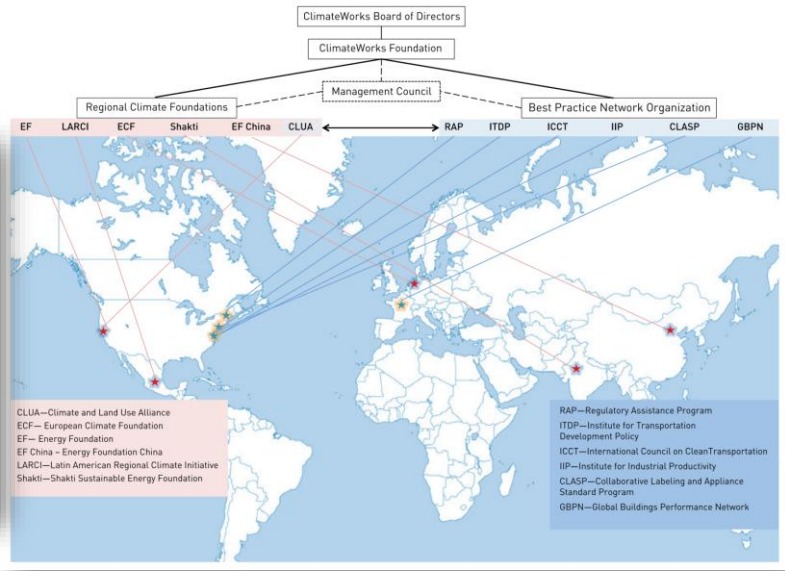 ClimateWorks Board of Directors
ClimateWorks Foundation
Management Council
Regional Climate Foundations
Best Practice Network Organization
EF LARCI ECF Shakti EF China CLUA RAP ITDP ICCT IIP CLASP GBPN
CLUA—Climate and Land Use Alliance
ECF— European Climate Foundation
EF— Energy Foundation
EF China – Energy Foundation China
LARCI—Latin American Regional Climate Initiative
Shakti—Shakti Sustainable Energy Foundation
RAP—Regulatory Assistance Program
ITDP—Institute for Transportation
Development Policy
ICCT—International Council on CleanTransportation
IIP—Institute for Industrial Productivity
CLASP—Collaborative Labeling and Appliance
Standard Program
GBPN—Global Buildings Performance Network